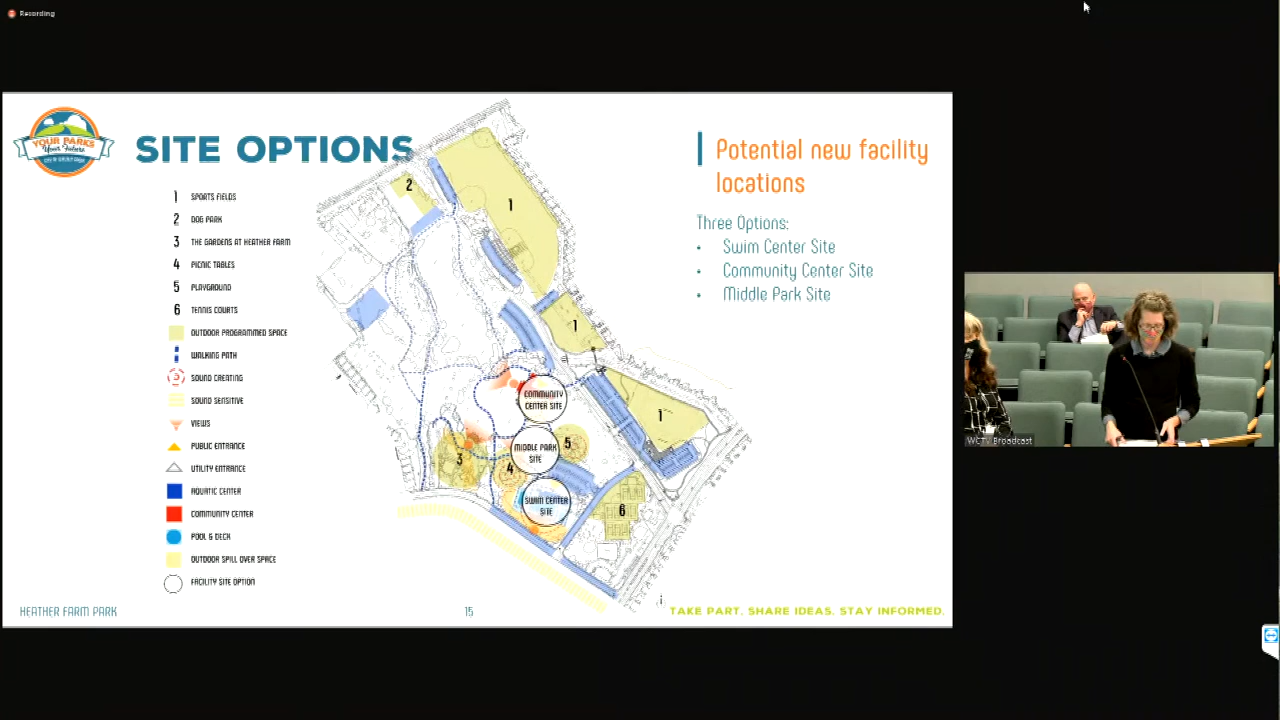 Recording
YOUR PARKS
Your Future
SITE OPTIONS
1 SPORTS FIELDS
2 DOG PARK
3 THE GARDENS AT HEATHER FARM
4 PICNIC TABLES
5 PLAYGROUND
6 TENNIS COURTS
OUTDOOR PROGRAMMED SPACE
WALKING PATH
SOUND CREATING
SOUND SENSITIVE
VIEWS
PUBLIC ENTRANCE
UTILITY ENTRANCE
AQUATIC CENTER
COMMUNITY CENTER
POOL & DECK
OUTDOOR SPILL OVER SPACE
FACILITY SITE OPTION
2
1
1
1
COMMUNITY
CENTER SITE
MIDDLE PARK
SITE
5
3
4
SWIM CENTER
SITE
6
Potential new facility
locations
Three Options:
• Swim Center Site
• Community Center Site
• Middle Park Site
HEATHER FARM PARK
15
TAKE PART. SHARE IDEAS. STAY INFORMED.
WCTV Broadcast